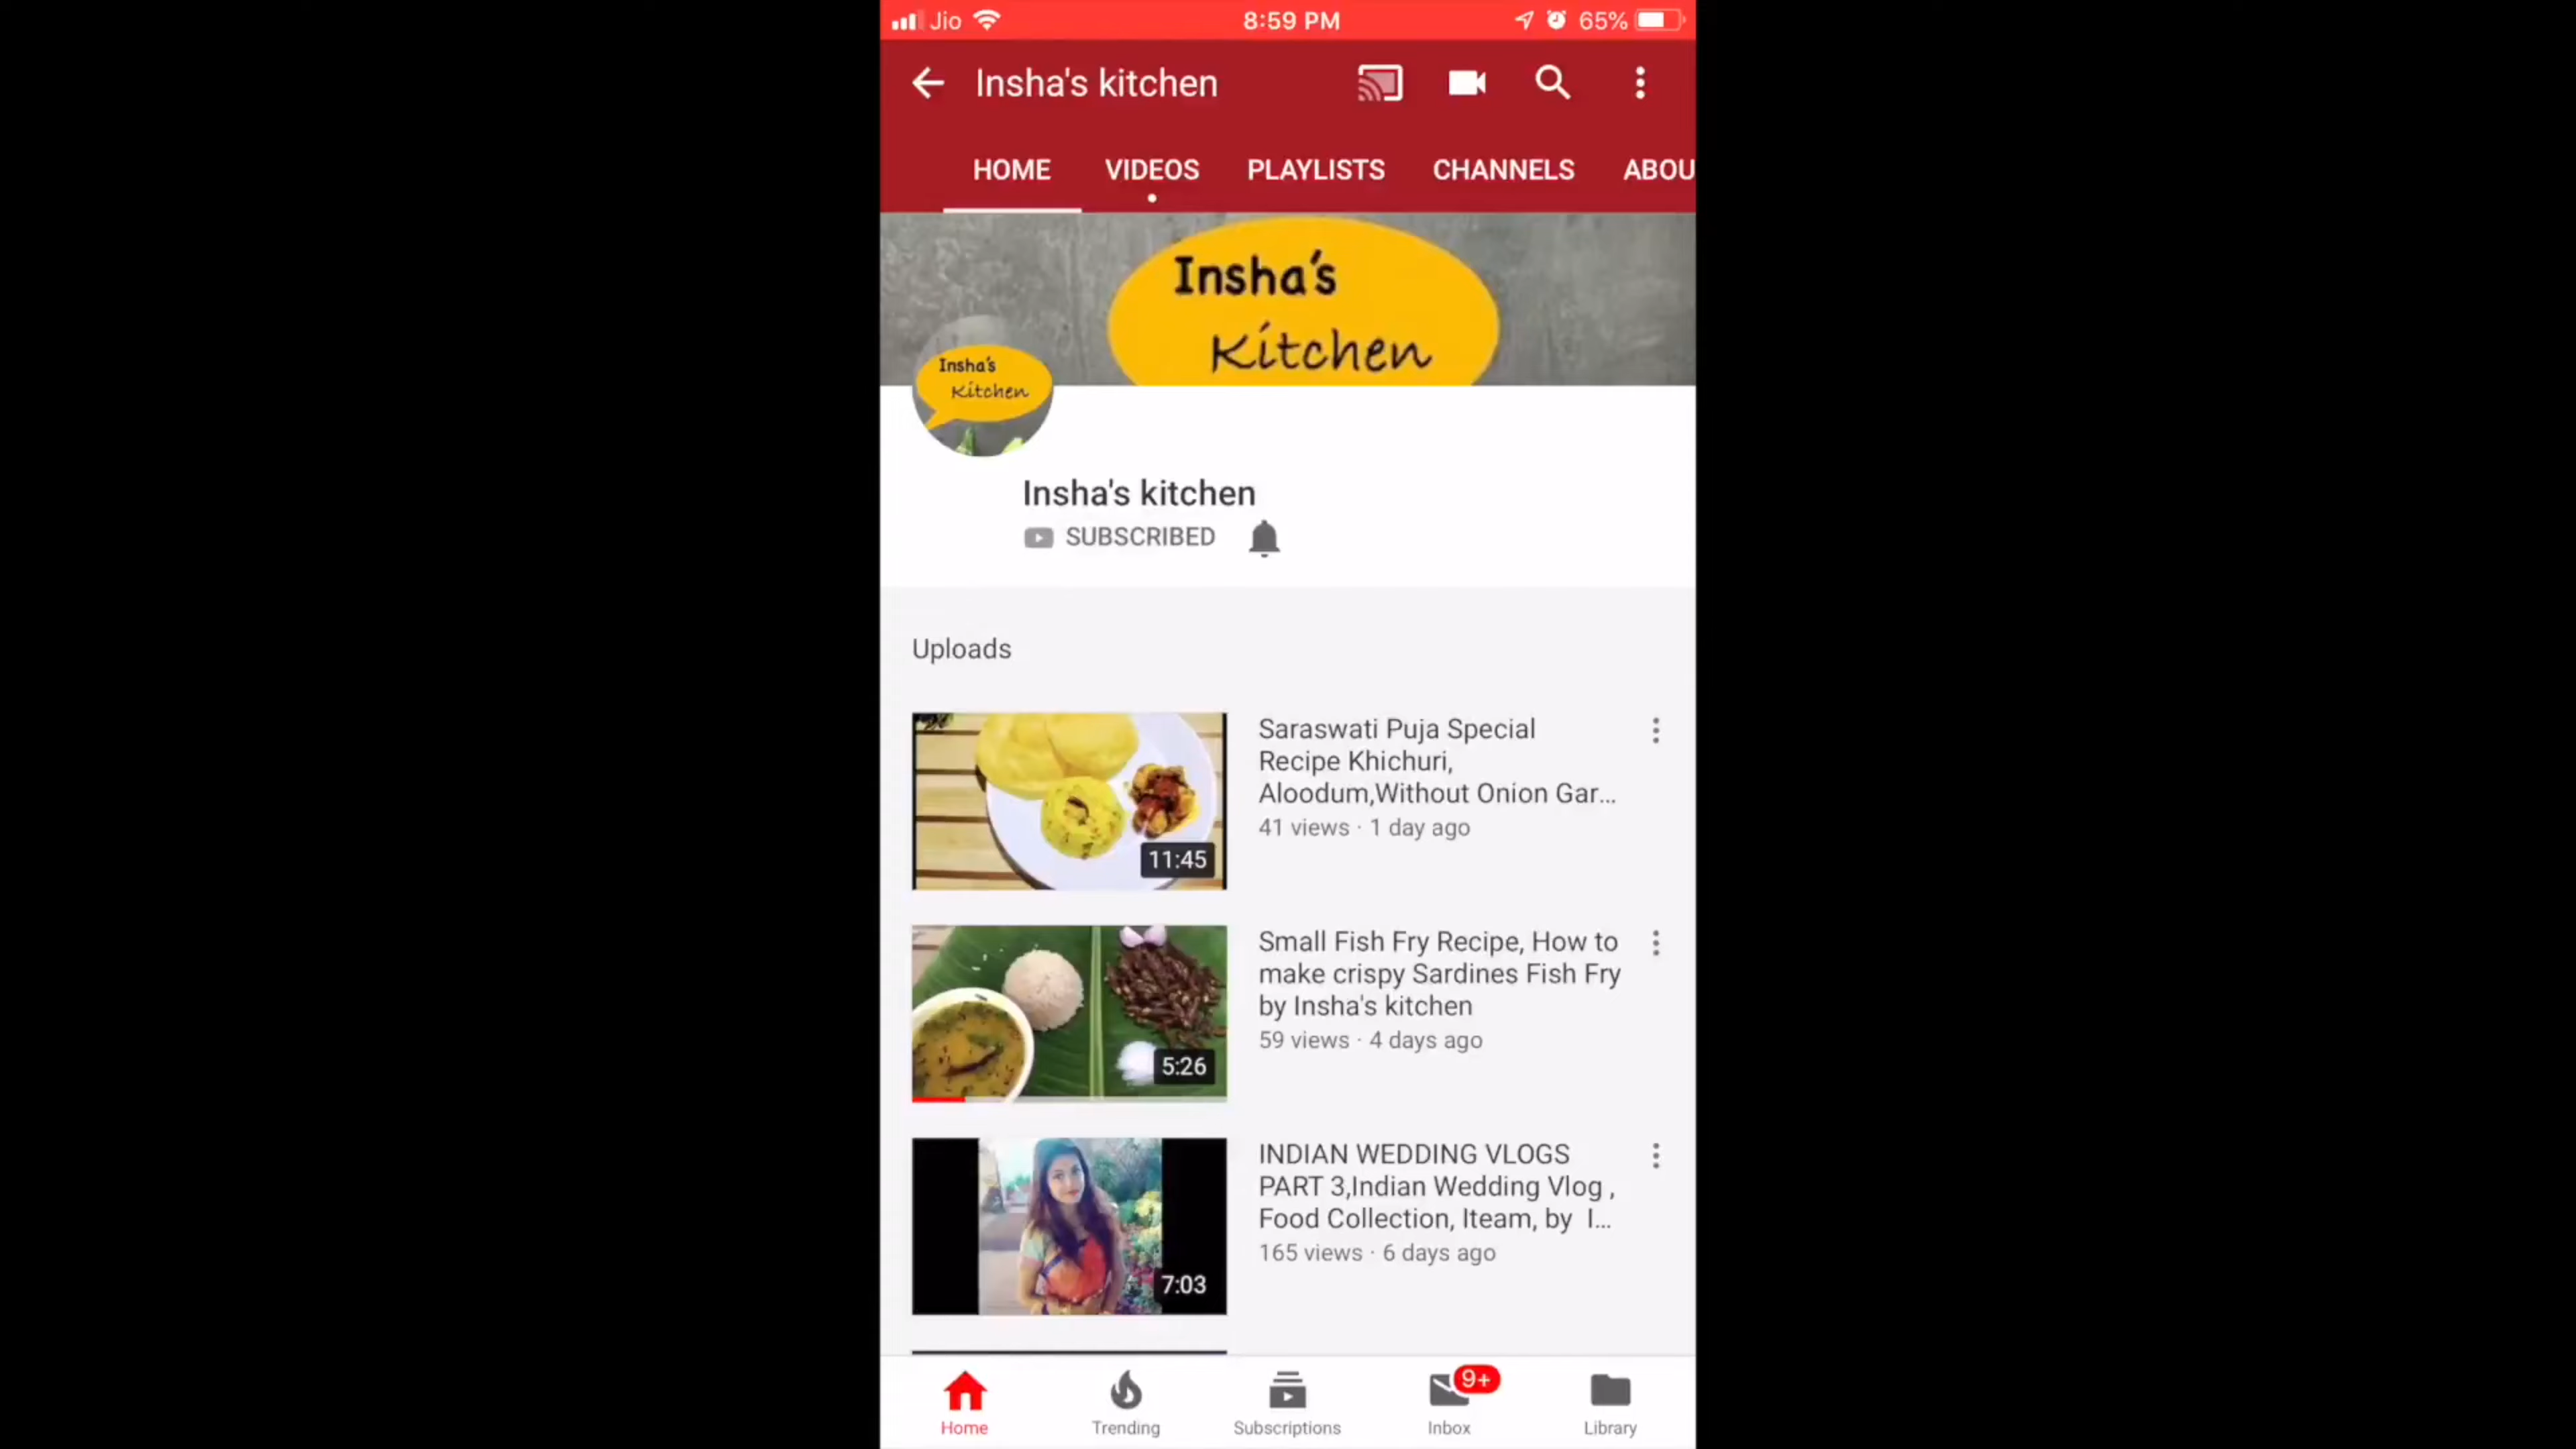 Jio 8:59 PM 65%
Insha's kitchen
HOME VIDEOS PLAYLISTS CHANNELS ABOU
Insha's
Kitchen
Insha's
Kitchen
Insha's kitchen
SUBSCRIBED
Uploads
Saraswati Puja Special
Recipe Khichuri,
Aloodum,Without Onion Gar...
41 views · 1 day ago
11:45
Small Fish Fry Recipe, How to
make crispy Sardines Fish Fry
by Insha's kitchen
59 views · 4 days ago
5:26
INDIAN WEDDING VLOGS
PART 3,Indian Wedding Vlog ,
Food Collection, Iteam, by I...
165 views · 6 days ago
7:03
9+
Home Trending Subscriptions Inbox Library